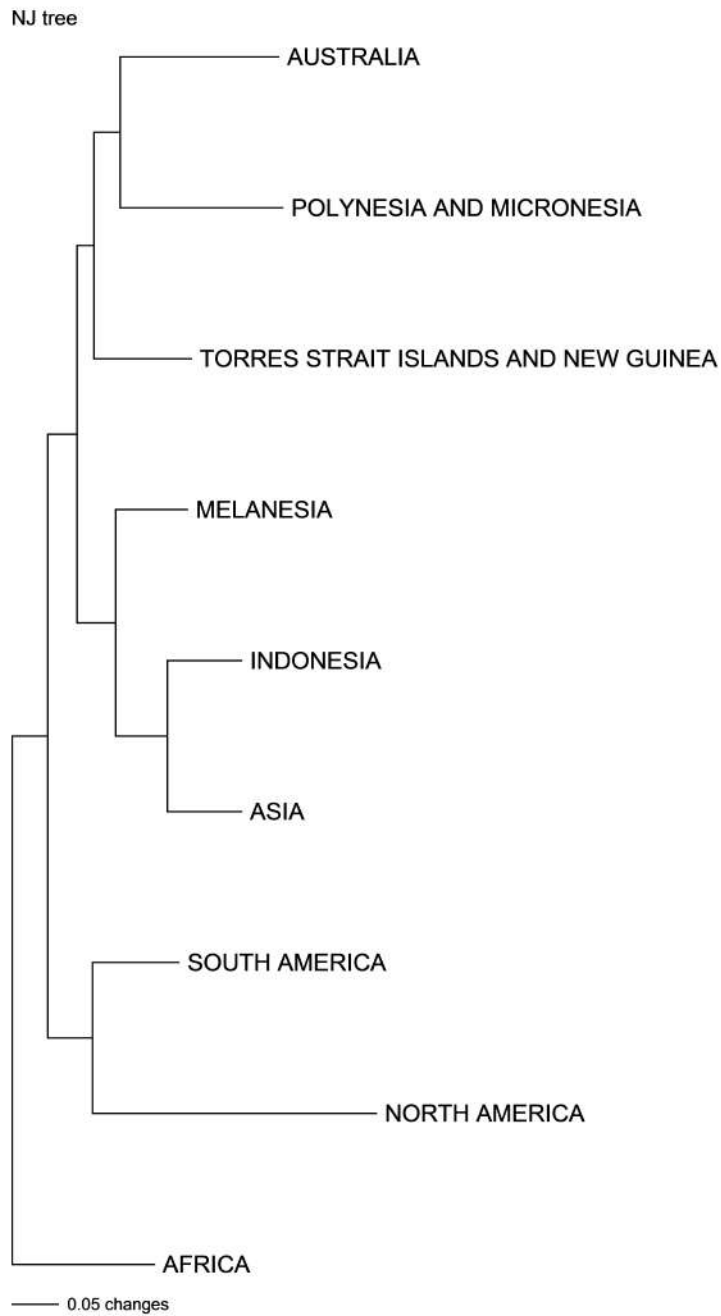 NJ tree
AUSTRALIA
POLYNESIA AND MICRONESIA
TORRES STRAIT ISLANDS AND NEW GUINEA
MELANESIA
INDONESIA
ASIA
SOUTH AMERICA
NORTH AMERICA
AFRICA
0.05 changes